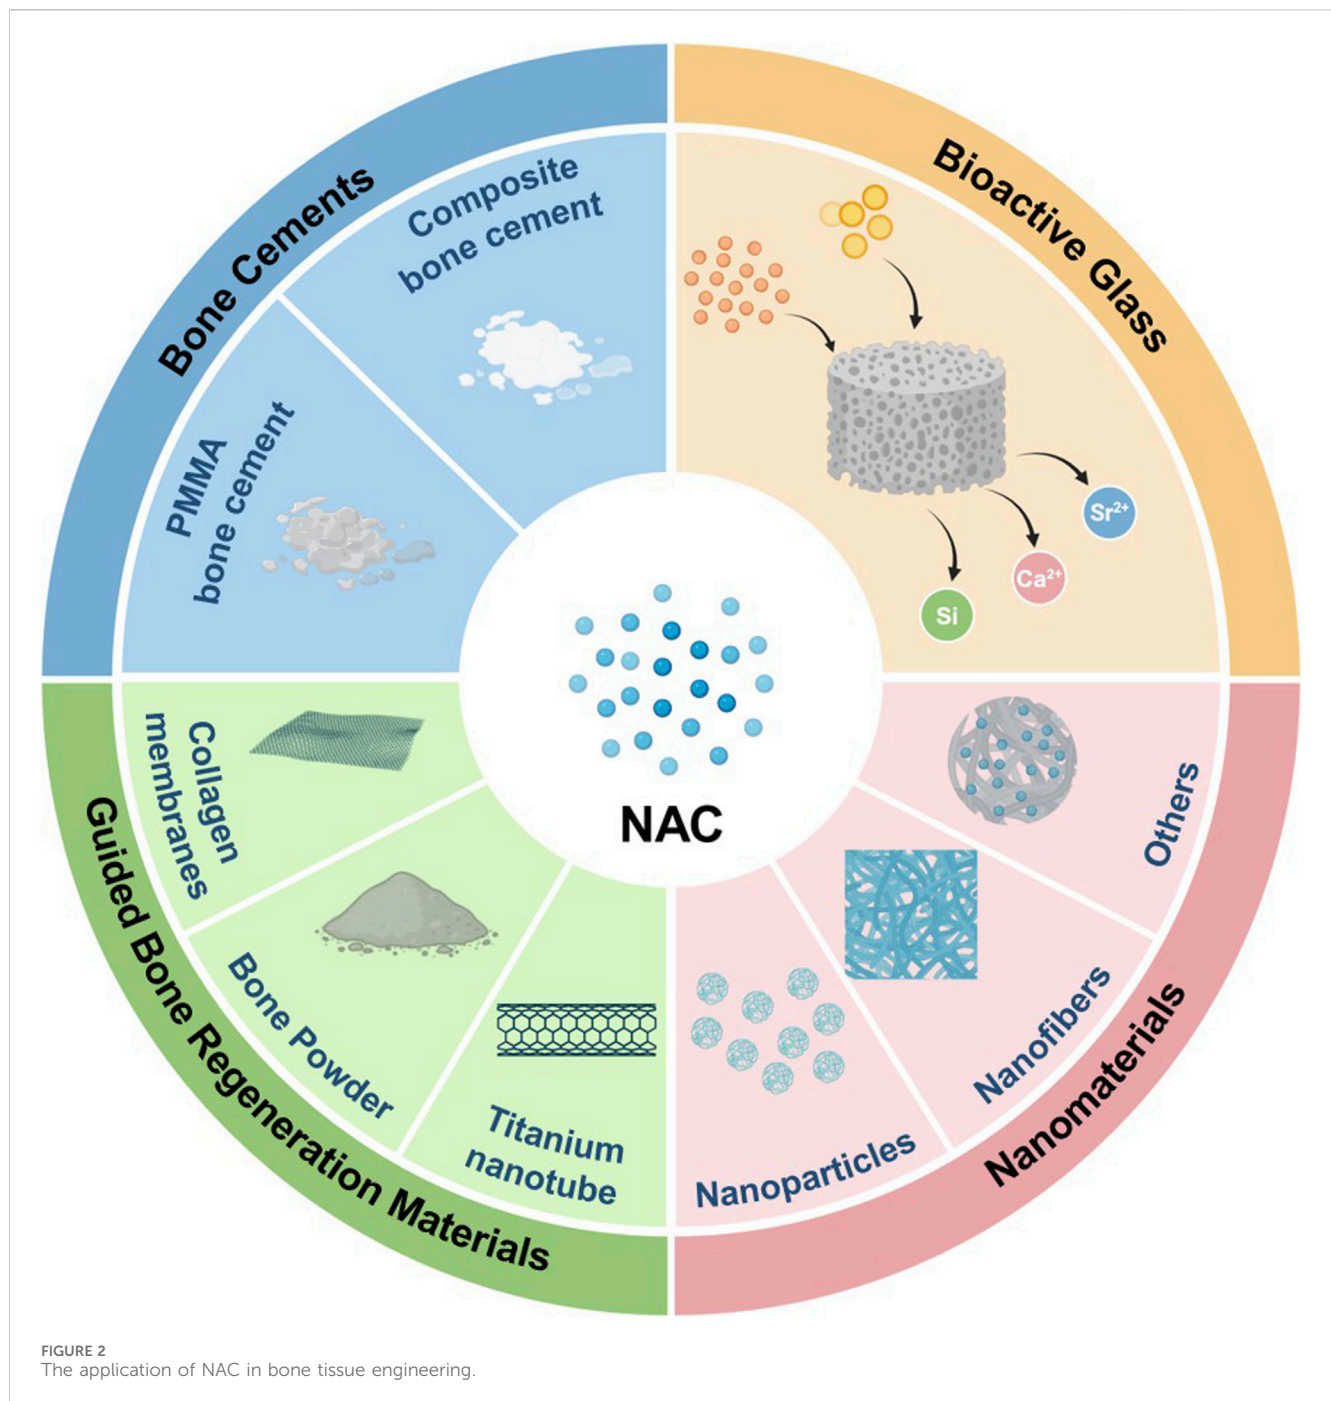 Bone Cements
Composite
bone cement
PMMA
bone cement
Bioactive Glass
Sr²⁺
Ca²⁺
Si
NAC
Guided Bone Regeneration Materials
Collagen
membranes
Bone Powder
Titanium
nanotube
Nanomaterials
Others
Nanofibers
Nanoparticles
FIGURE 2
The application of NAC in bone tissue engineering.